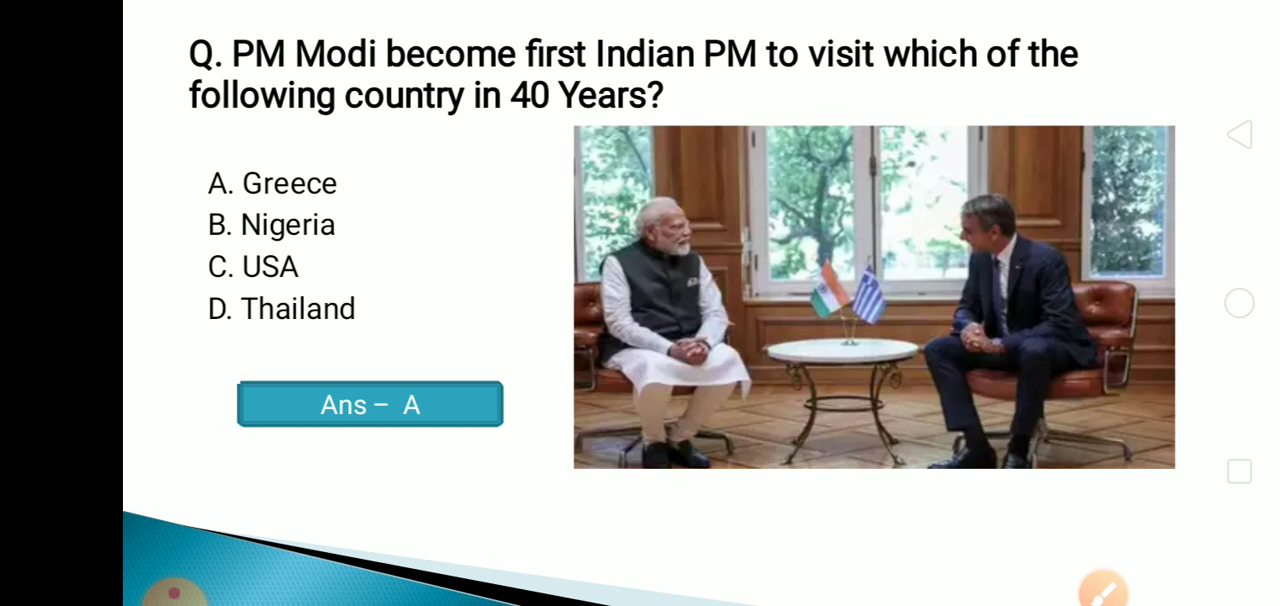 Q. PM Modi become first Indian PM to visit which of the
following country in 40 Years?
A. Greece
B. Nigeria
C. USA
D. Thailand
Ans – A